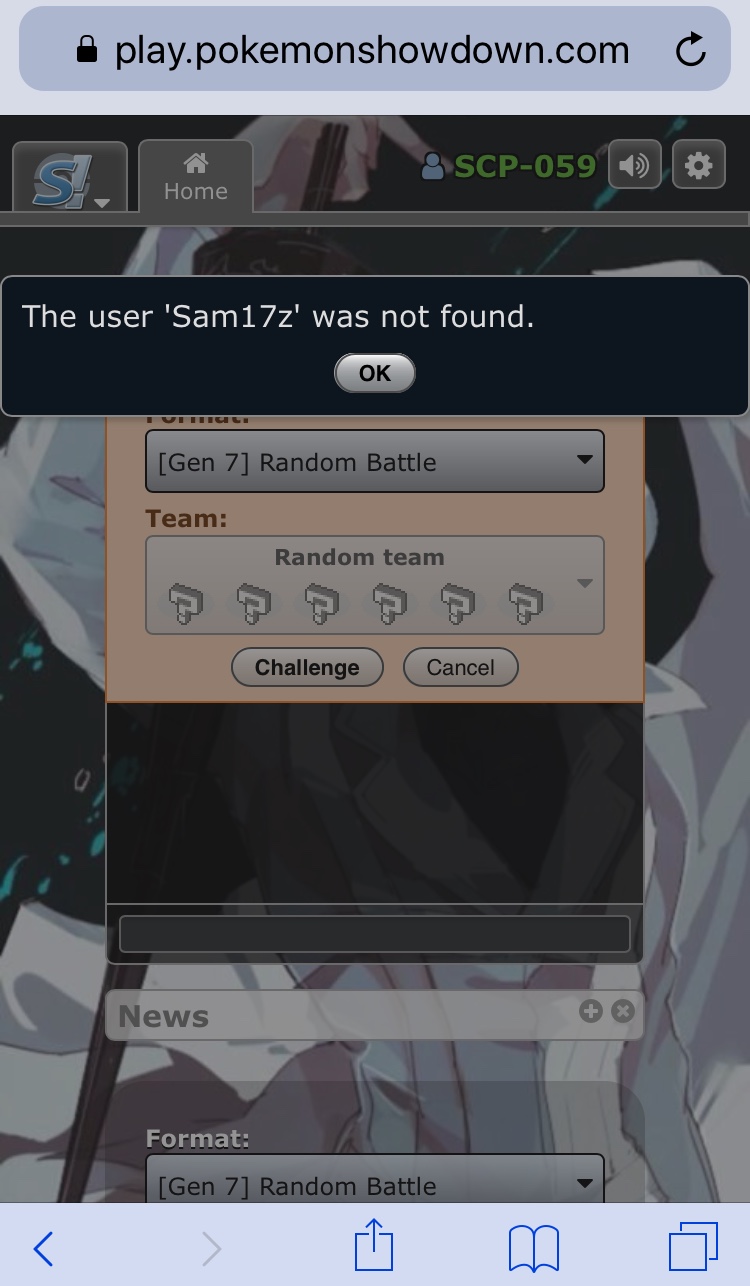 play.pokemonshowdown.com
S!
Home
SCP-059
The user 'Sam17z' was not found.
OK
Format:
[Gen 7] Random Battle
Team:
Random team
? ? ? ? ? ?
Challenge
Cancel
News
Format:
[Gen 7] Random Battle